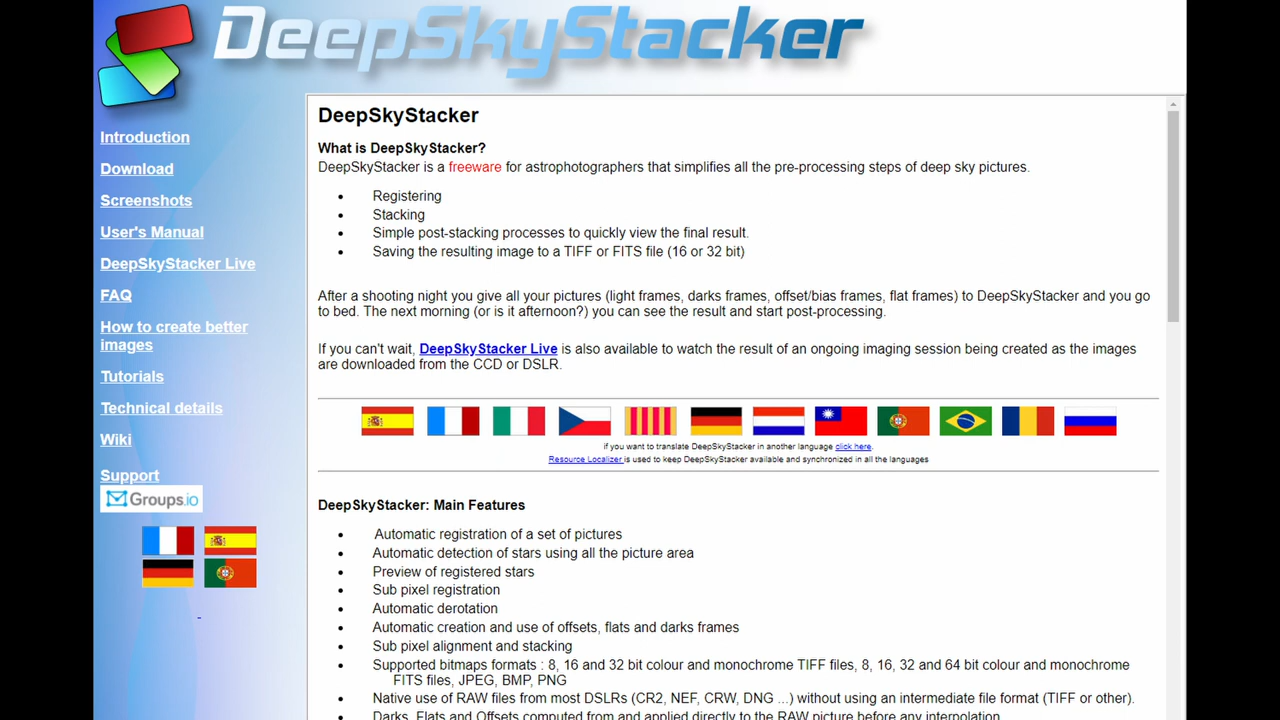 DeepSkyStacker
Introduction
Download
Screenshots
User's Manual
DeepSkyStacker Live
FAQ
How to create better
images
Tutorials
Technical details
Wiki
Support
Groups.io
DeepSkyStacker
What is DeepSkyStacker?
DeepSkyStacker is a freeware for astrophotographers that simplifies all the pre-processing steps of deep sky pictures.
• Registering
• Stacking
• Simple post-stacking processes to quickly view the final result.
• Saving the resulting image to a TIFF or FITS file (16 or 32 bit)
After a shooting night you give all your pictures (light frames, darks frames, offset/bias frames, flat frames) to DeepSkyStacker and you go
to bed. The next morning (or is it afternoon?) you can see the result and start post-processing.
If you can't wait, DeepSkyStacker Live is also available to watch the result of an ongoing imaging session being created as the images
are downloaded from the CCD or DSLR.
if you want to translate DeepSkyStacker in another language click here.
Resource Localizer is used to keep DeepSkyStacker available and synchronized in all the languages
DeepSkyStacker: Main Features
• Automatic registration of a set of pictures
• Automatic detection of stars using all the picture area
• Preview of registered stars
• Sub pixel registration
• Automatic derotation
• Automatic creation and use of offsets, flats and darks frames
• Sub pixel alignment and stacking
• Supported bitmaps formats : 8, 16 and 32 bit colour and monochrome TIFF files, 8, 16, 32 and 64 bit colour and monochrome
FITS files, JPEG, BMP, PNG
• Native use of RAW files from most DSLRs (CR2, NEF, CRW, DNG ...) without using an intermediate file format (TIFF or other).
• Darks, Flats and Offsets computed from and applied directly to the RAW picture before any interpolation.